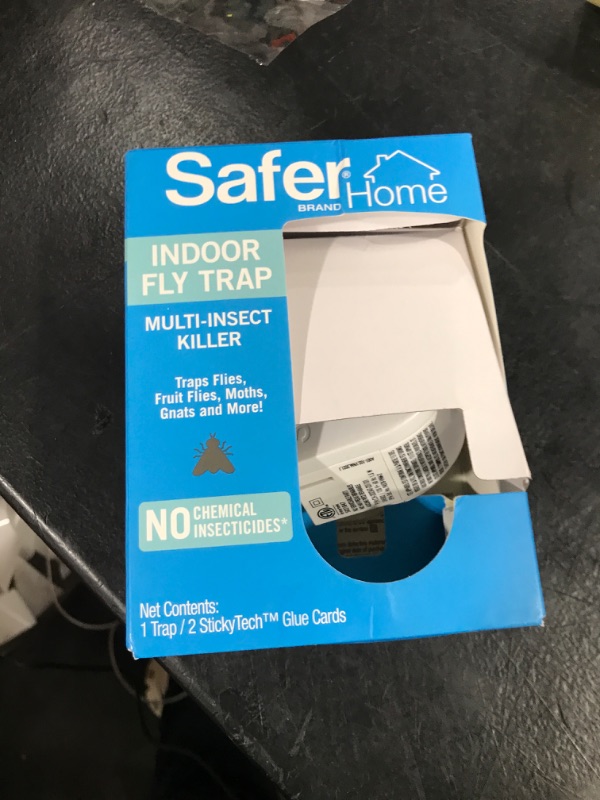 Safer® Home
BRAND
INDOOR
FLY TRAP
MULTI-INSECT
KILLER
Traps Flies,
Fruit Flies, Moths,
Gnats and More!
NO CHEMICAL
INSECTICIDES*
Net Contents:
1 Trap / 2 StickyTech™ Glue Cards